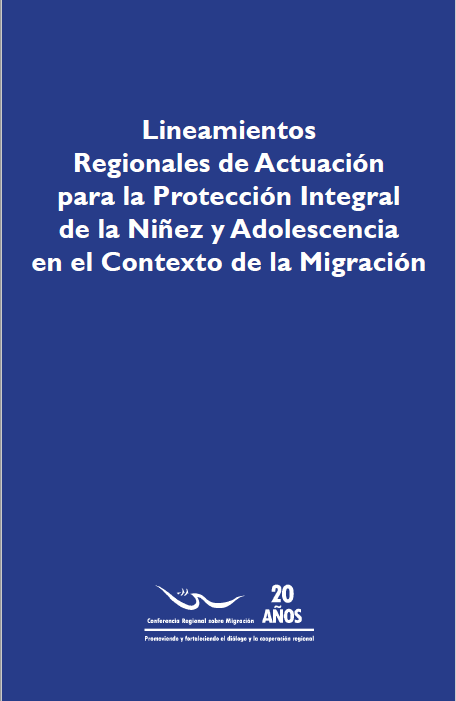 Lineamientos
Regionales de Actuación
para la Protección Integral
de la Niñez y Adolescencia
en el Contexto de la Migración
20
Conferencia Regional sobre Migración AÑOS
Promoviendo y fortaleciendo el diálogo y la cooperación regional